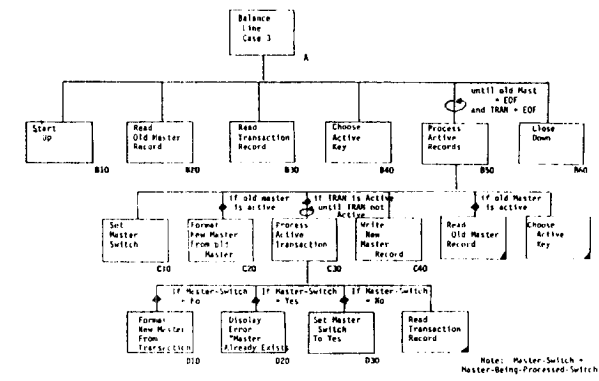 Balance
Line
Case 3
A
until old Mast
= EOF
and TRAN = EOF
Start
Up
B10
Read
Old Master
Record
B20
Read
Transaction
Record
B30
Choose
Active
Key
B40
Process
Active
Records
B50
Close
Down
B60
if old master
is active
if TRAN is Active
until TRAN not
Active
if old Master
is active
Set
Master
Switch
C10
Format
New Master
From Old
Master
C20
Process
Active
Transaction
C30
Write
New
Master
Record
C40
Read
Old Master
Record
Choose
Active
Key
If Master-Switch
= No
If Master-Switch
= Yes
If Master-Switch
= No
Format
New Master
From
Transaction
D10
Display
Error
"Master
Already Exists
D20
Set Master
Switch
To Yes
D30
Read
Transaction
Record
Note: Master-Switch =
Master-Being-Processed-Switch